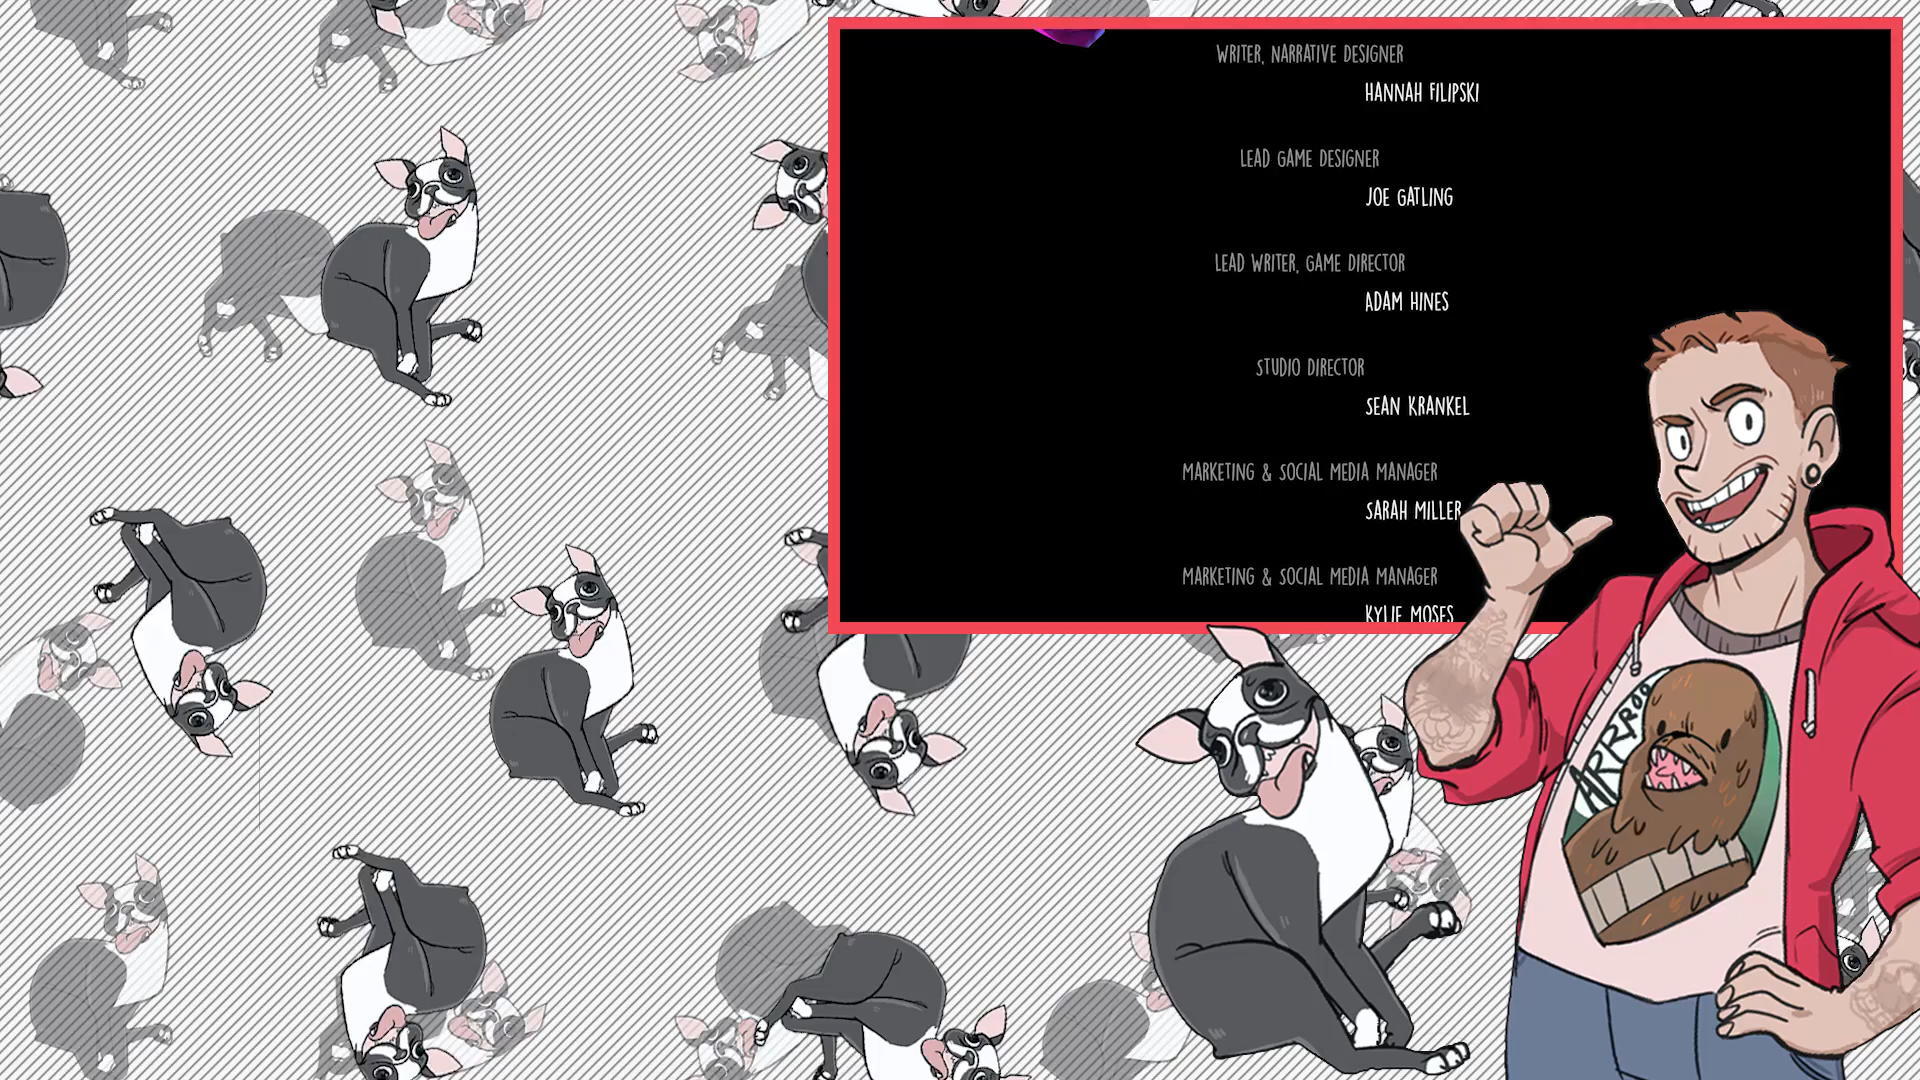 WRITER, NARRATIVE DESIGNER
HANNAH FILIPSKI
LEAD GAME DESIGNER
JOE GATLING
LEAD WRITER, GAME DIRECTOR
ADAM HINES
STUDIO DIRECTOR
SEAN KRANKEL
MARKETING & SOCIAL MEDIA MANAGER
SARAH MILLER
MARKETING & SOCIAL MEDIA MANAGER
KYLIE MOSES